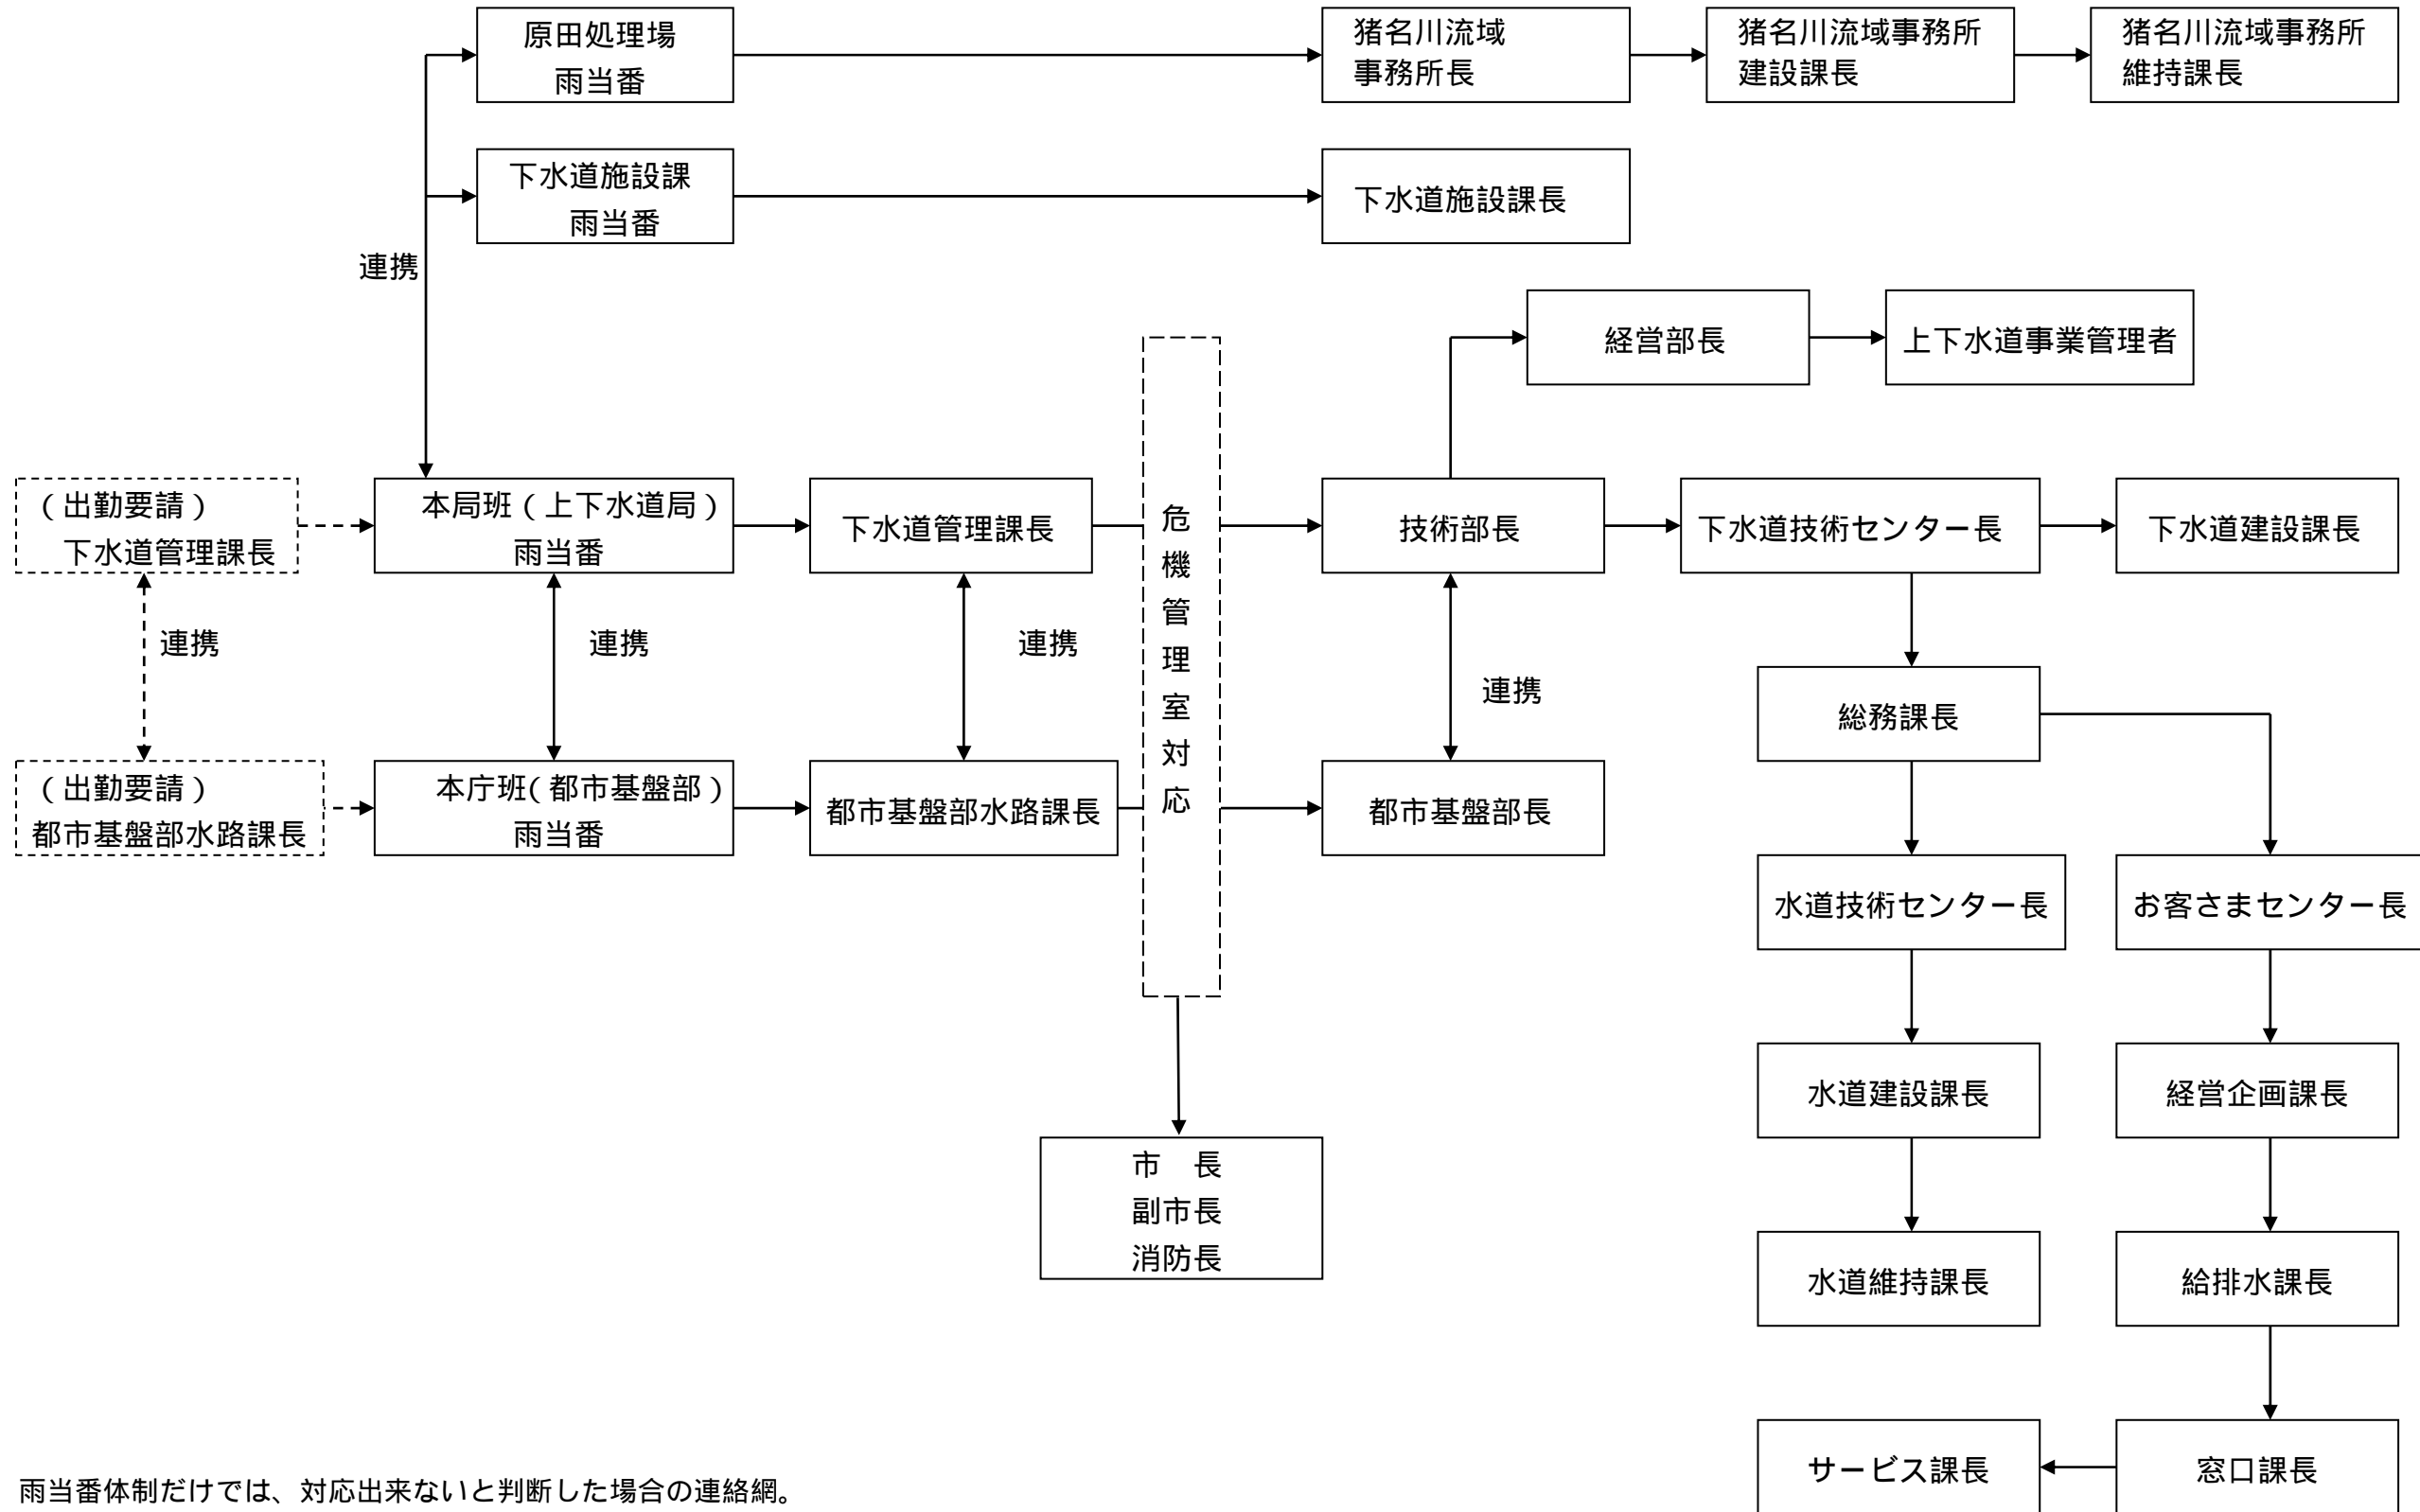 原田処理場
雨当番
猪名川流域
事務所長
猪名川流域事務所
建設課長
猪名川流域事務所
維持課長
下水道施設課
雨当番
下水道施設課長
連携
経営部長
上下水道事業管理者
（出勤要請）
下水道管理課長
本局班（上下水道局）
雨当番
下水道管理課長
危機管理室対応
技術部長
下水道技術センター長
下水道建設課長
連携
連携
連携
連携
総務課長
（出勤要請）
都市基盤部水路課長
本庁班（都市基盤部）
雨当番
都市基盤部水路課長
都市基盤部長
水道技術センター長
お客さまセンター長
水道建設課長
経営企画課長
市　長
副市長
消防長
水道維持課長
給排水課長
サービス課長
窓口課長
雨当番体制だけでは、対応出来ないと判断した場合の連絡網。